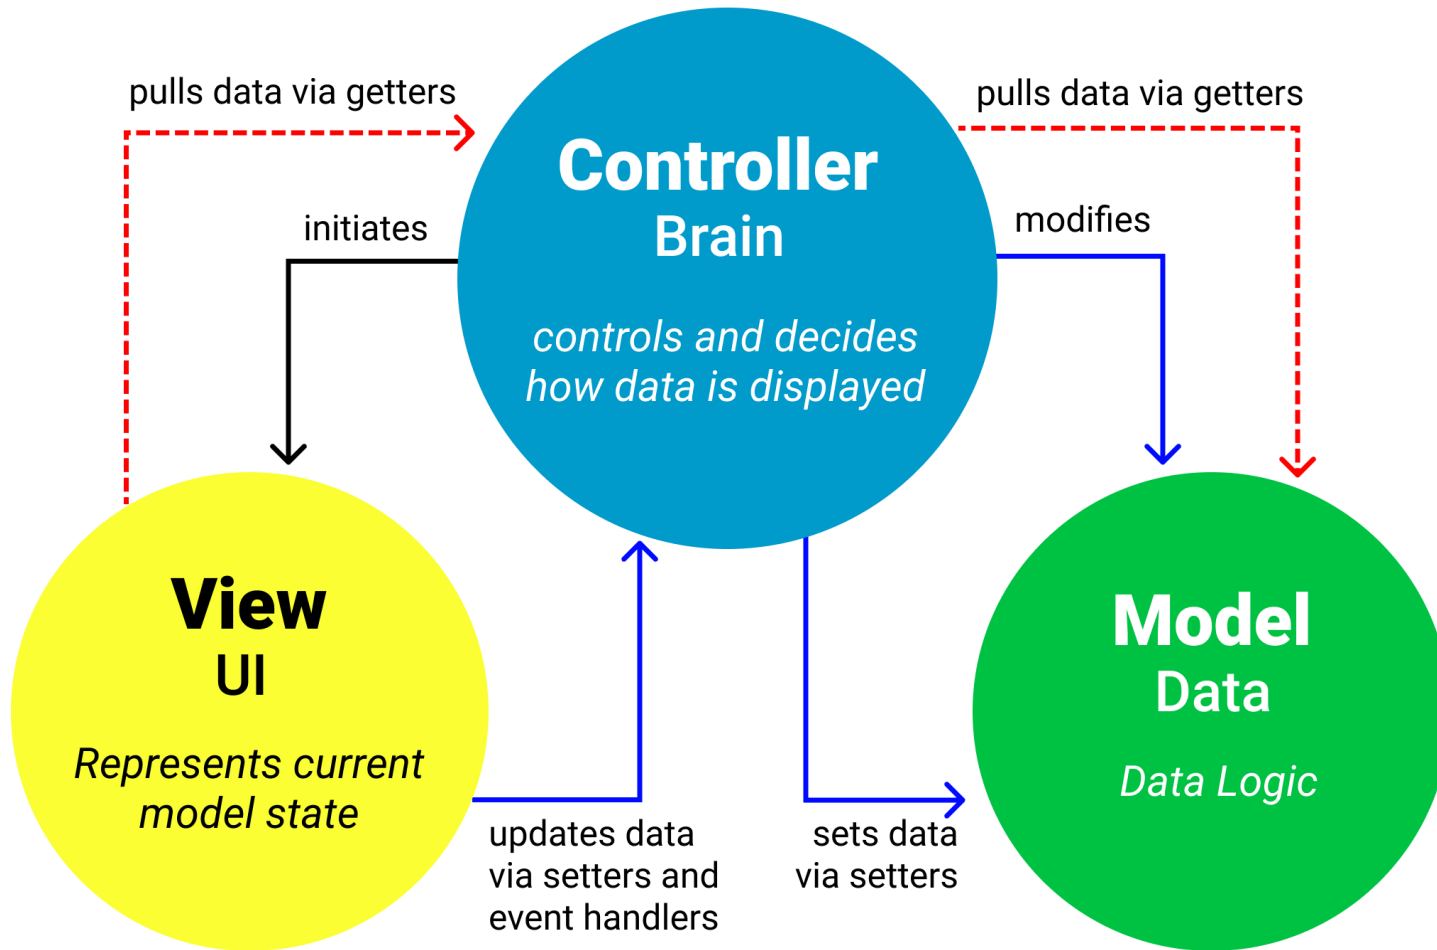 pulls data via getters
pulls data via getters
Controller
Brain
initiates
modifies
controls and decides
how data is displayed
View
UI
Represents current
model state
Model
Data
Data Logic
updates data
via setters and
event handlers
sets data
via setters